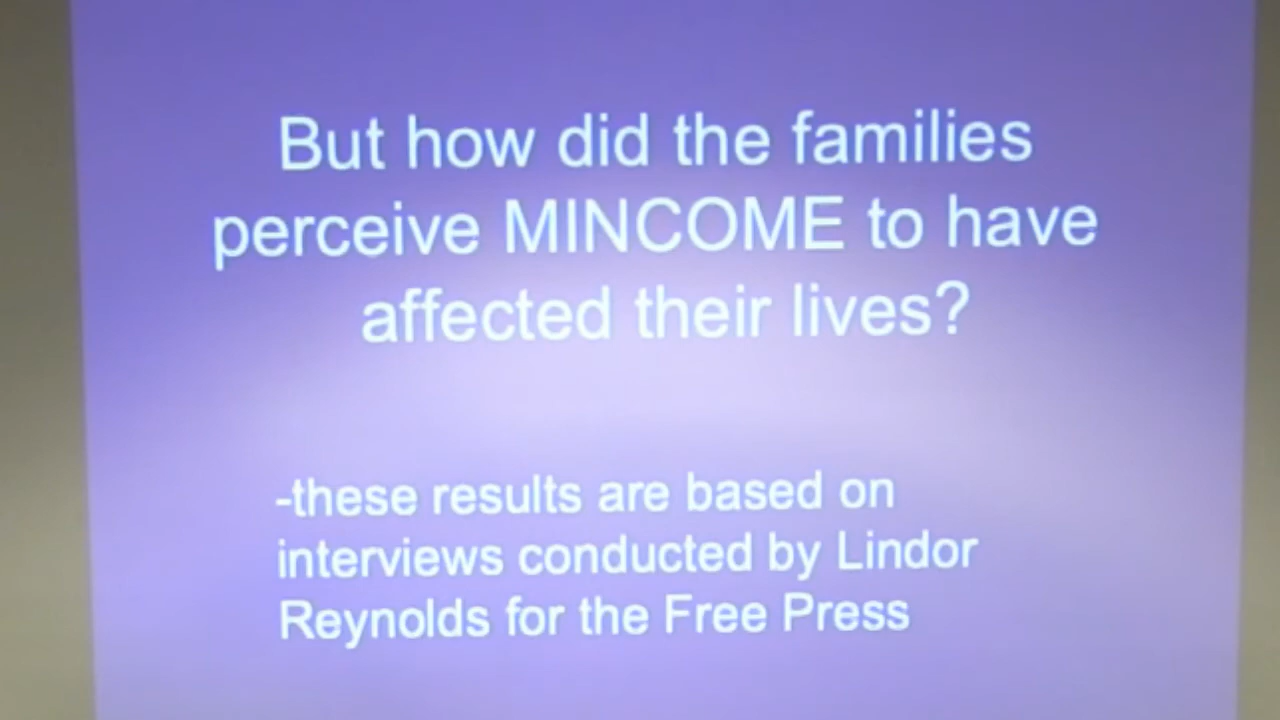 But how did the families
perceive MINCOME to have
affected their lives?
-these results are based on
interviews conducted by Lindor
Reynolds for the Free Press